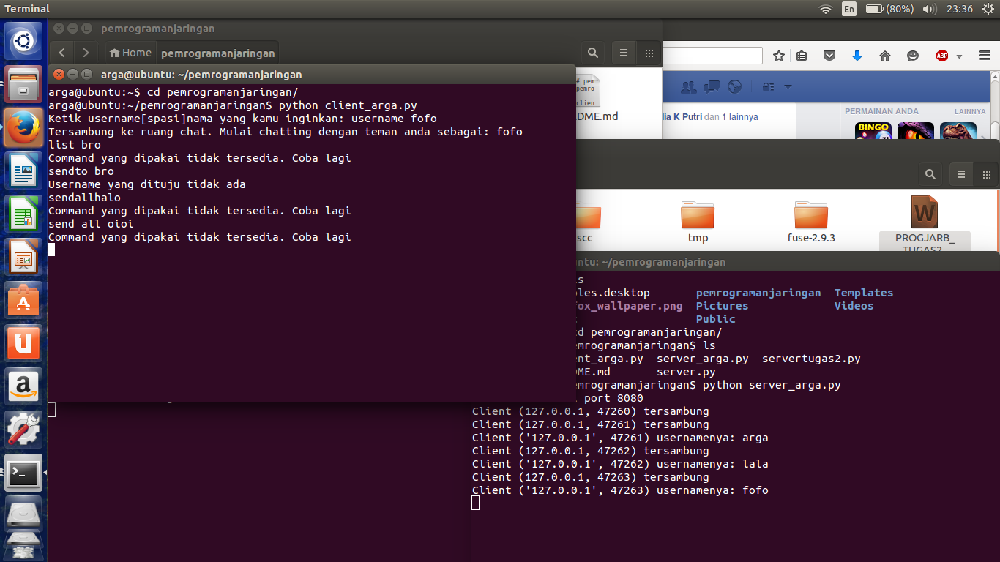 Terminal
En
(80%)
23:36
pemrogramanjaringan
Home
pemrogramanjaringan
ABP
arga@ubuntu: ~/pemrogramanjaringan
arga@ubuntu:~$ cd pemrogramanjaringan/
arga@ubuntu:~/pemrogramanjaringan$ python client_arga.py
Ketik username[spasi]nama yang kamu inginkan: username fofo
Tersambung ke ruang chat. Mulai chatting dengan teman anda sebagai: fofo
list bro
Command yang dipakai tidak tersedia. Coba lagi
sendto bro
Username yang dituju tidak ada
sendallhalo
Command yang dipakai tidak tersedia. Coba lagi
send all oioi
Command yang dipakai tidak tersedia. Coba lagi
# pem
pemro
clien
DME.md
lia K Putri dan 1 lainnya
PERMAINAN ANDA
LAINNYA
BINGO
scc
tmp
fuse-2.9.3
W
PROGJARB_
TUGAS2
untu: ~/pemrogramanjaringan
ls
ples.desktop pemrogramanjaringan Templates
fox_wallpaper.png Pictures Videos
Public
cd pemrogramanjaringan/
emrogramanjaringan$ ls
ent_arga.py server_arga.py servertugas2.py
DME.md server.py
emrogramanjaringan$ python server_arga.py
port 8080
Client (127.0.0.1, 47260) tersambung
Client (127.0.0.1, 47261) tersambung
Client ('127.0.0.1', 47261) usernamenya: arga
Client (127.0.0.1, 47262) tersambung
Client ('127.0.0.1', 47262) usernamenya: lala
Client (127.0.0.1, 47263) tersambung
Client ('127.0.0.1', 47263) usernamenya: fofo